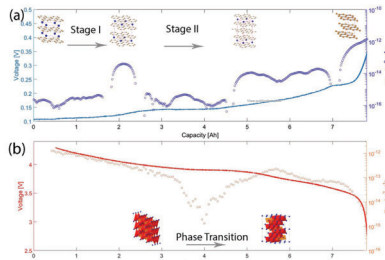 (a)
Stage I
Stage II
Voltage [V]
0.5
0.45
0.4
0.35
0.3
0.25
0.2
0.15
0.1
10-12
10-14
10-16
0 1 2 3 4 5 6 7
Capacity [Ah]
(b)
Voltage [V]
4
3.5
3
2.5
10-12
Phase Transition
0 1 2 3 4 5 6 7